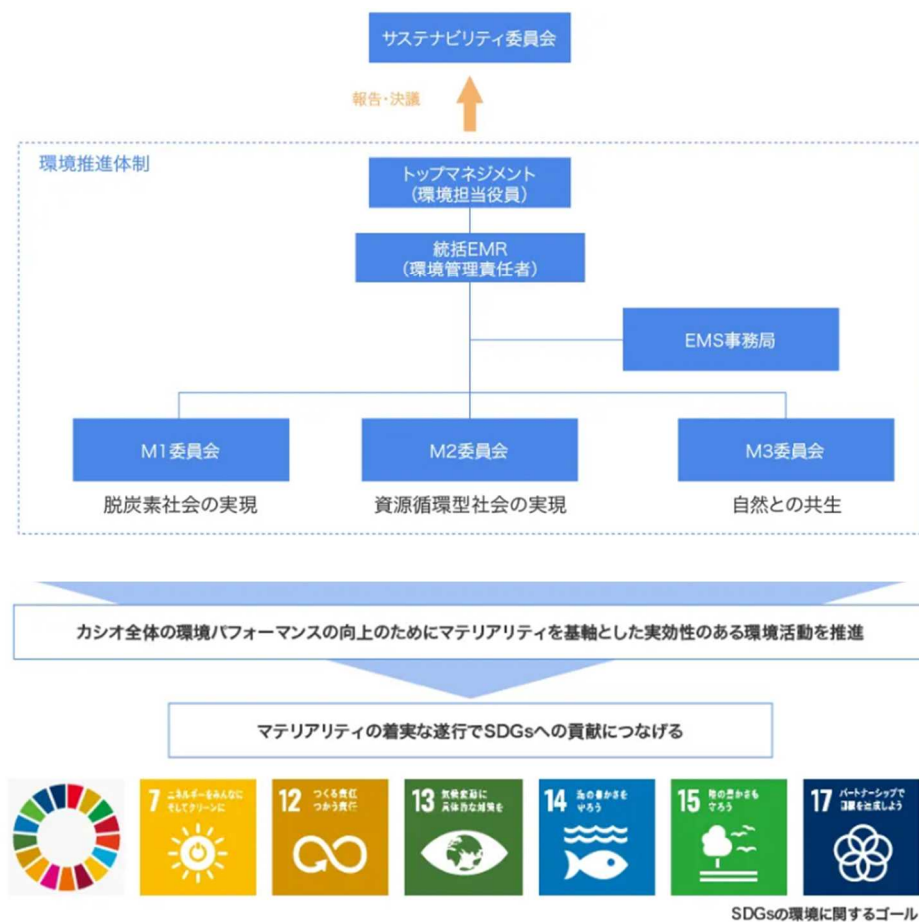 サステナビリティ委員会
報告・決議
環境推進体制
トップマネジメント
(環境担当役員)
統括EMR
(環境管理責任者)
EMS事務局
M1委員会
M2委員会
M3委員会
脱炭素社会の実現
資源循環型社会の実現
自然との共生
カシオ全体の環境パフォーマンスの向上のためにマテリアリティを基軸とした実効性のある環境活動を推進
マテリアリティの着実な遂行でSDGsへの貢献につなげる
7 エネルギーをみんなに
そしてクリーンに
12 つくる責任
つかう責任
13 気候変動に
具体的な対策を
14 海の豊かさを
守ろう
15 陸の豊かさも
守ろう
17 パートナーシップで
目標を達成しよう
SDGsの環境に関するゴール